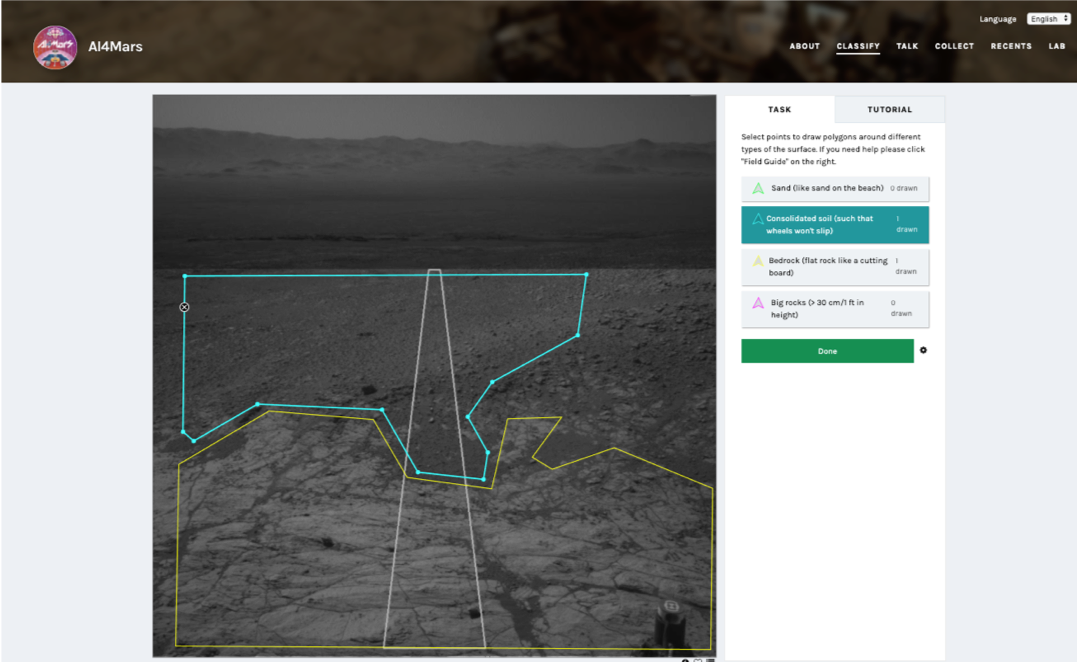 Language English
AI4Mars
AI4Mars
ABOUT CLASSIFY TALK COLLECT RECENTS LAB
TASK TUTORIAL
Select points to draw polygons around different
types of the surface. If you need help please click
"Field Guide" on the right.
Sand (like sand on the beach) 0 drawn
Consolidated soil (such that 1
wheels won't slip) drawn
Bedrock (flat rock like a cutting 1
board) drawn
Big rocks (> 30 cm/1 ft in 0
height) drawn
Done